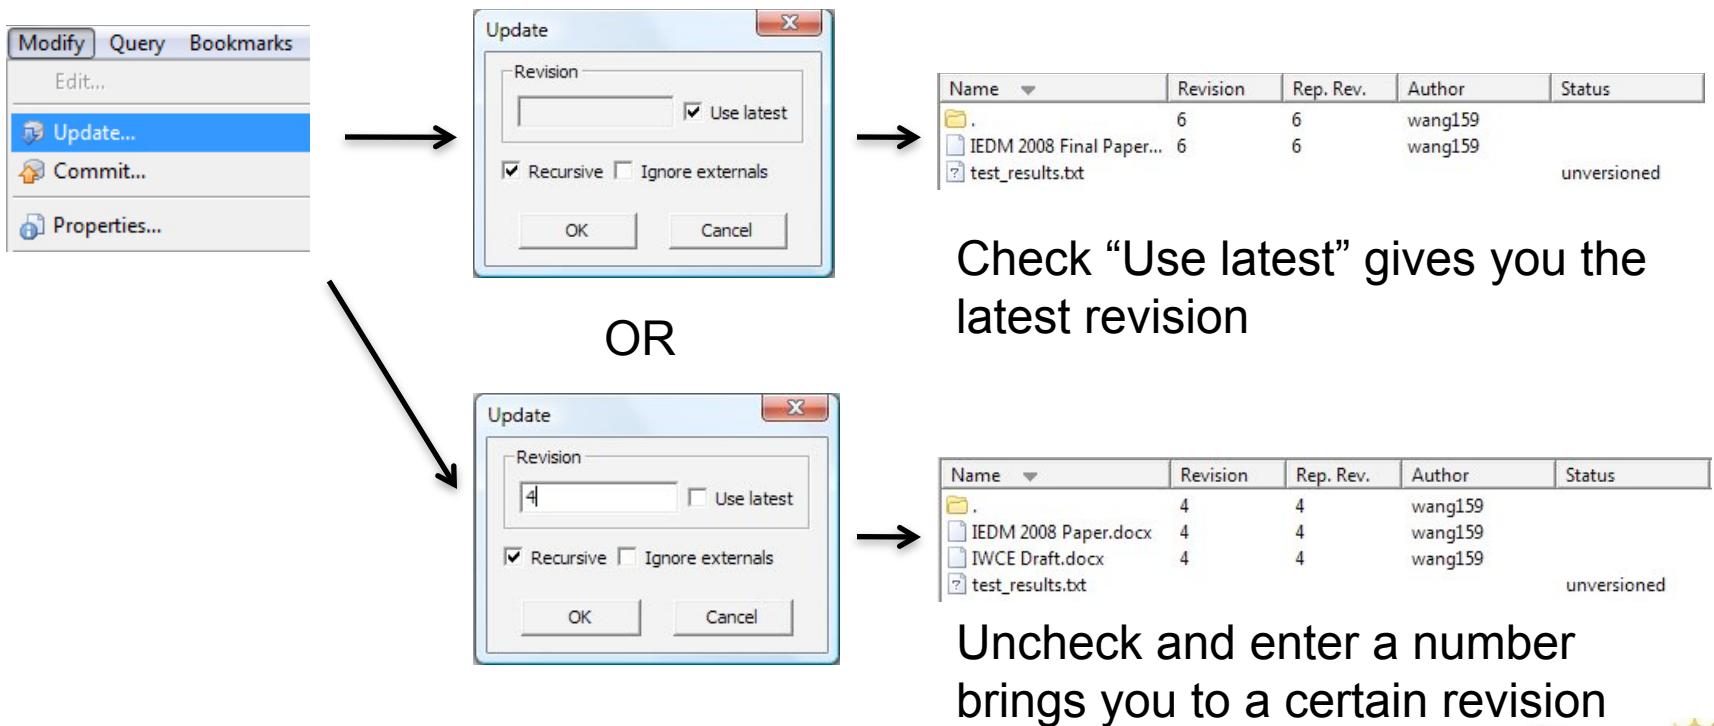 Modify Query Bookmarks
Edit...
Update...
Commit...
Properties...
Update
Revision
Use latest
Recursive Ignore externals
OK Cancel
Name Revision Rep. Rev. Author Status
. 6 6 wang159
IEDM 2008 Final Paper... 6 6 wang159
test_results.txt unversioned
Check “Use latest” gives you the
latest revision
OR
Update
Revision
4 Use latest
Recursive Ignore externals
OK Cancel
Name Revision Rep. Rev. Author Status
. 4 4 wang159
IEDM 2008 Paper.docx 4 4 wang159
IWCE Draft.docx 4 4 wang159
test_results.txt unversioned
Uncheck and enter a number
brings you to a certain revision